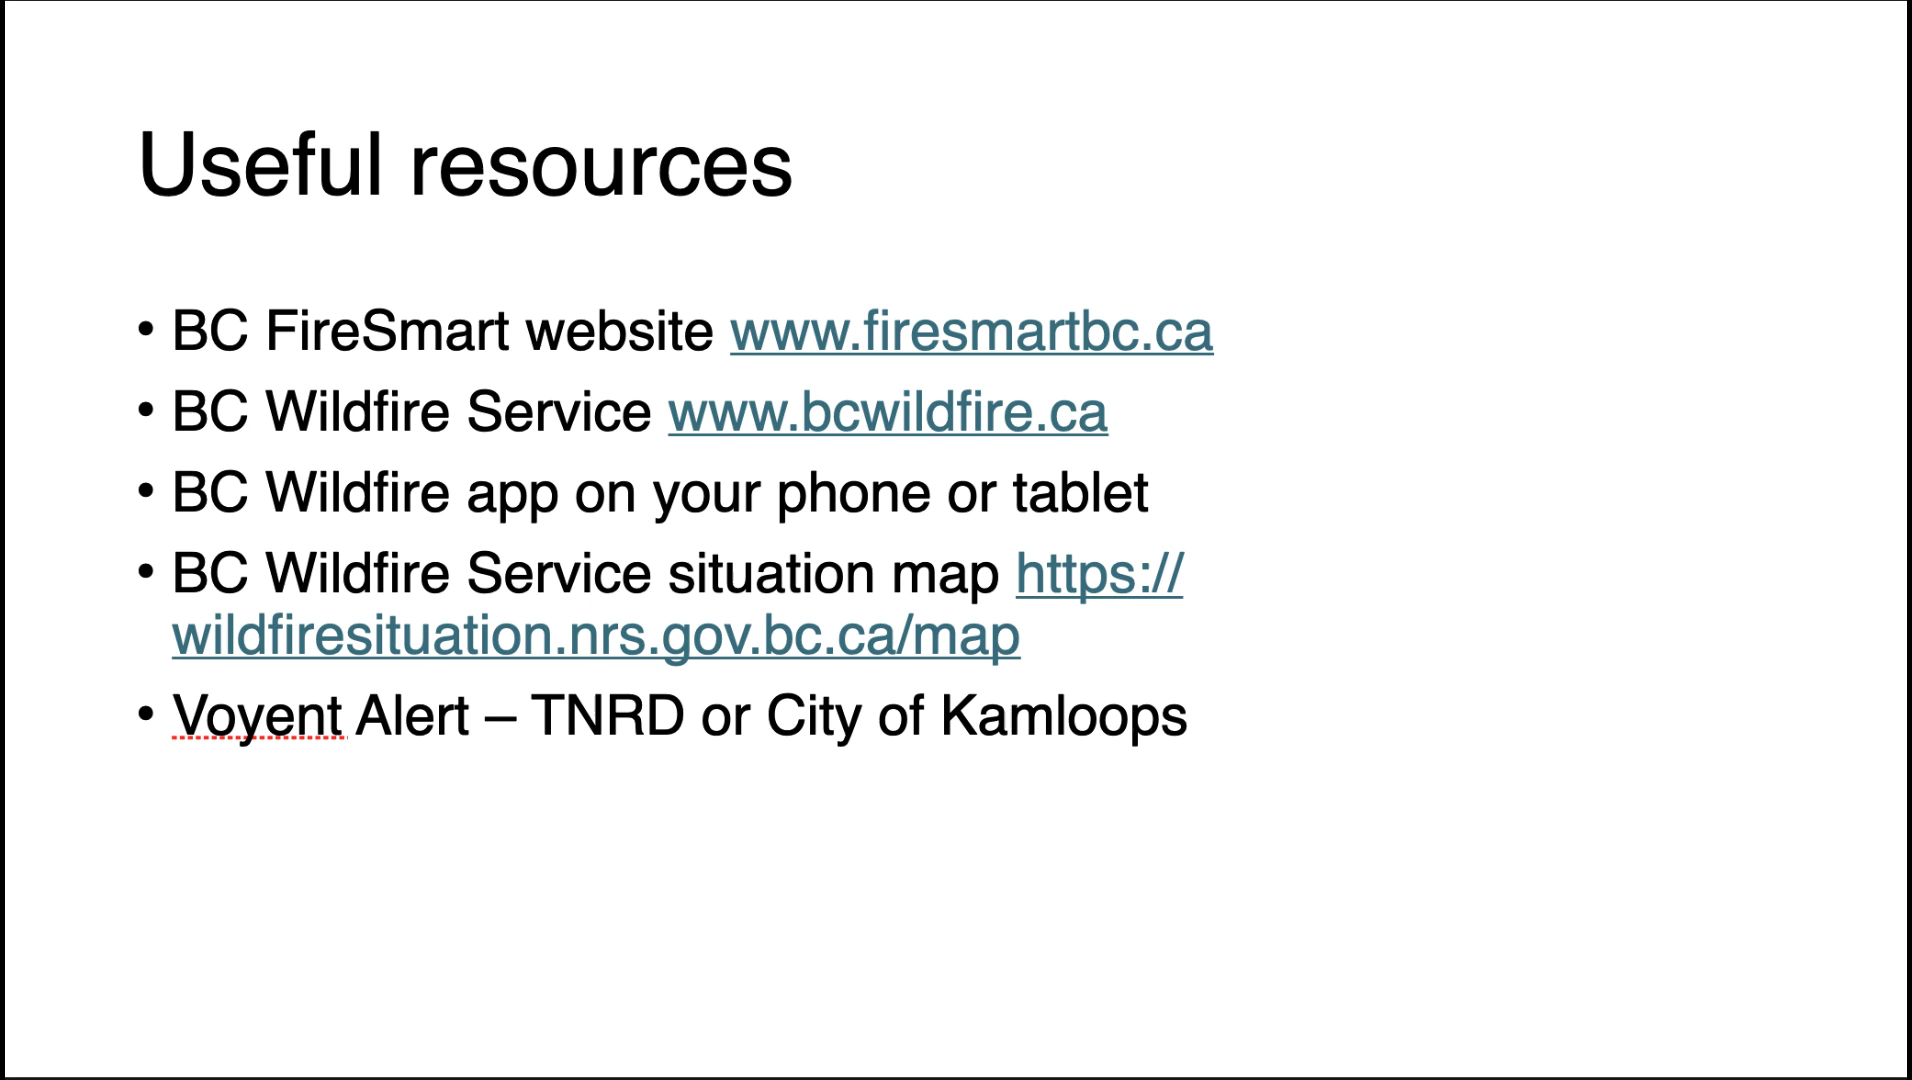 Useful resources
• BC FireSmart website www.firesmartbc.ca
• BC Wildfire Service www.bcwildfire.ca
• BC Wildfire app on your phone or tablet
• BC Wildfire Service situation map https://
wildfiresituation.nrs.gov.bc.ca/map
• Voyent Alert – TNRD or City of Kamloops